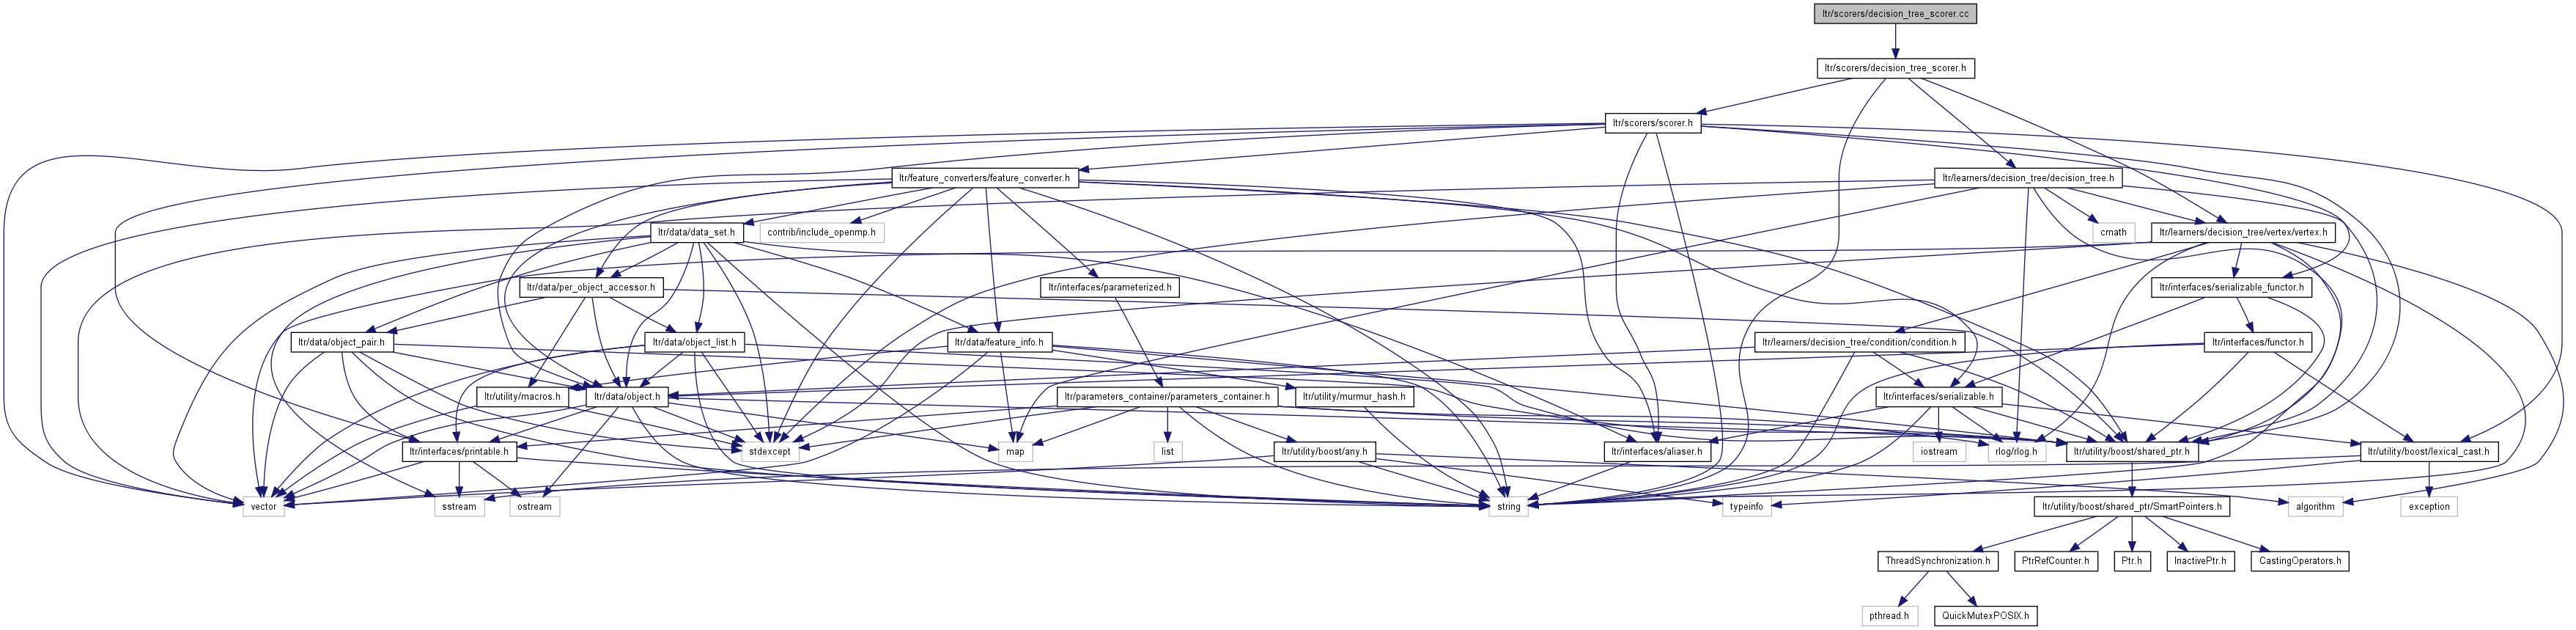 ltr/scorers/decision_tree_scorer.cc
ltr/scorers/decision_tree_scorer.h
ltr/scorers/scorer.h
ltr/feature_converters/feature_converter.h
ltr/learners/decision_tree/decision_tree.h
ltr/data/data_set.h
contrib/include_openmp.h
cmath
ltr/learners/decision_tree/vertex/vertex.h
ltr/data/per_object_accessor.h
ltr/interfaces/parameterized.h
ltr/interfaces/serializable_functor.h
ltr/data/object_pair.h
ltr/data/object_list.h
ltr/data/feature_info.h
ltr/learners/decision_tree/condition/condition.h
ltr/interfaces/functor.h
ltr/utility/macros.h
ltr/data/object.h
ltr/parameters_container/parameters_container.h
ltr/utility/murmur_hash.h
ltr/interfaces/serializable.h
ltr/interfaces/printable.h
stdexcept
map
list
ltr/utility/boost/any.h
ltr/interfaces/aliaser.h
iostream
rlog/rlog.h
ltr/utility/boost/shared_ptr.h
ltr/utility/boost/lexical_cast.h
vector
sstream
ostream
string
typeinfo
ltr/utility/boost/shared_ptr/SmartPointers.h
algorithm
exception
ThreadSynchronization.h
PtrRefCounter.h
Ptr.h
InactivePtr.h
CastingOperators.h
pthread.h
QuickMutexPOSIX.h